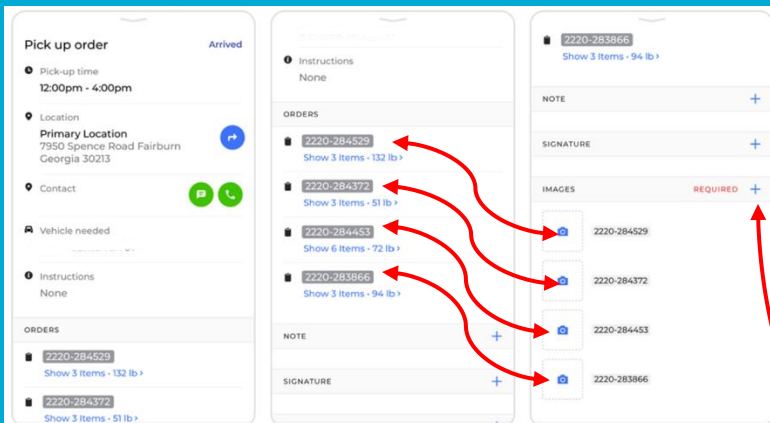 Pick up order
Arrived
Pick-up time
12:00pm - 4:00pm
Location
Primary Location
7950 Spence Road Fairburn
Georgia 30213
Contact
Vehicle needed
Instructions
None
ORDERS
2220-284529
Show 3 Items - 132 lb >
2220-284372
Show 3 Items - 51 lb >
Instructions
None
ORDERS
2220-284529
Show 3 Items - 132 lb >
2220-284372
Show 3 Items - 51 lb >
2220-284453
Show 6 Items - 72 lb >
2220-283866
Show 3 Items - 94 lb >
NOTE +
SIGNATURE +
2220-283866
Show 3 Items - 94 lb >
NOTE +
SIGNATURE +
IMAGES REQUIRED +
2220-284529
2220-284372
2220-284453
2220-283866